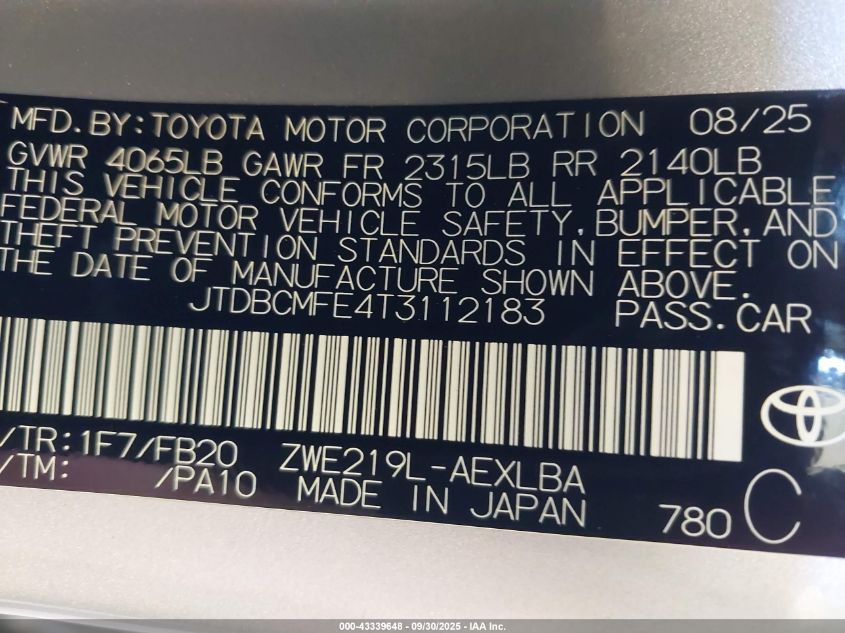 MFD.BY:TOYOTA MOTOR CORPORATION 08/25
GVWR 4065LB GAWR FR 2315LB RR 2140LB
THIS VEHICLE CONFORMS TO ALL APPLICABLE
FEDERAL MOTOR VEHICLE SAFETY,BUMPER,AND
THEFT PREVENTION STANDARDS IN EFFECT ON
THE DATE OF MANUFACTURE SHOWN ABOVE.
JTDBCMFE4T3112183 PASS.CAR
/TR:1F7/FB20 ZWE219L-AEXLBA
/TM: /PA10 MADE IN JAPAN 780 C
000-43339648 - 09/30/2025 - IAA Inc.